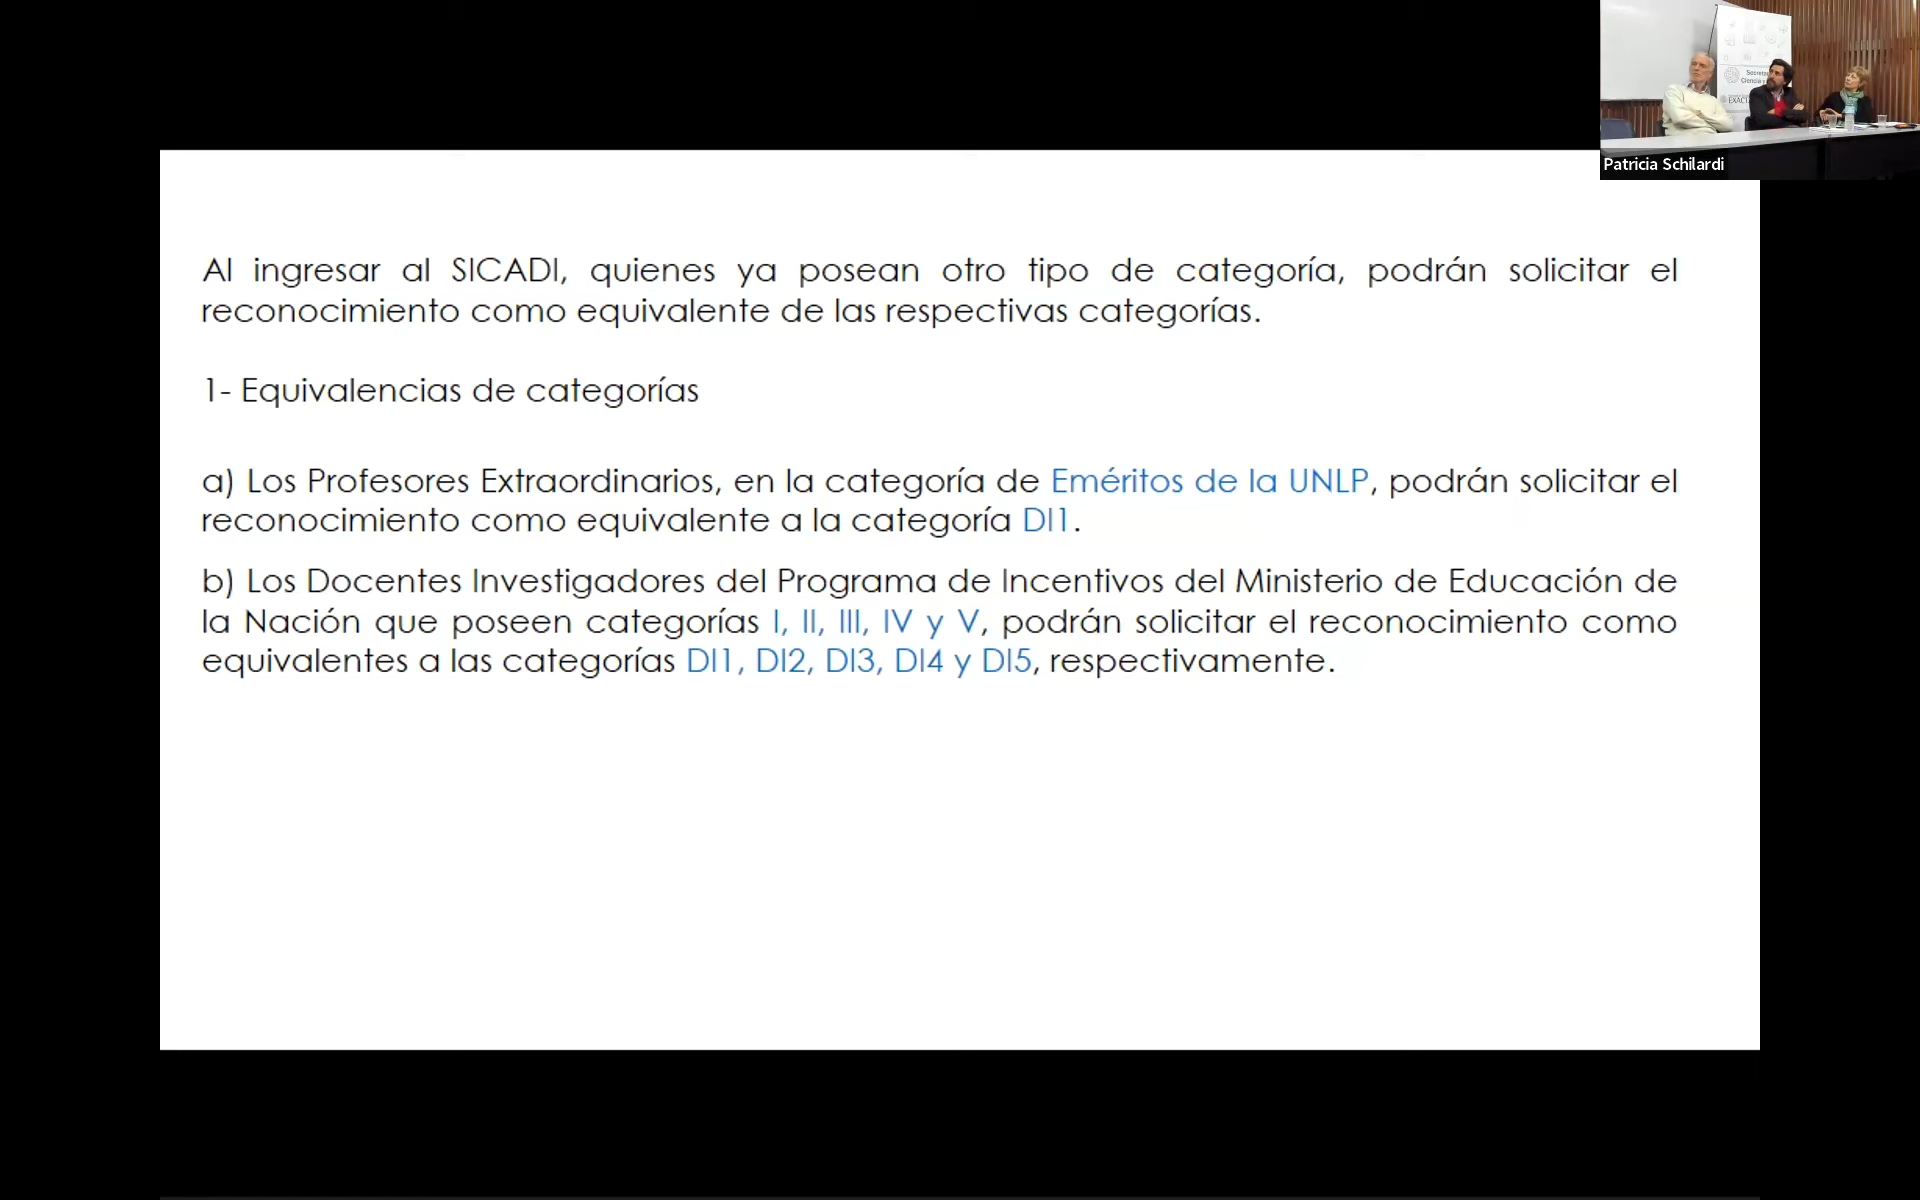 Secreta
Ciencia y
EXACT
Patricia Schilardi
Al ingresar al SICADI, quienes ya posean otro tipo de categoría, podrán solicitar el
reconocimiento como equivalente de las respectivas categorías.
1- Equivalencias de categorías
a) Los Profesores Extraordinarios, en la categoría de Eméritos de la UNLP, podrán solicitar el
reconocimiento como equivalente a la categoría DI1.
b) Los Docentes Investigadores del Programa de Incentivos del Ministerio de Educación de
la Nación que poseen categorías I, II, III, IV y V, podrán solicitar el reconocimiento como
equivalentes a las categorías DI1, DI2, DI3, DI4 y DI5, respectivamente.